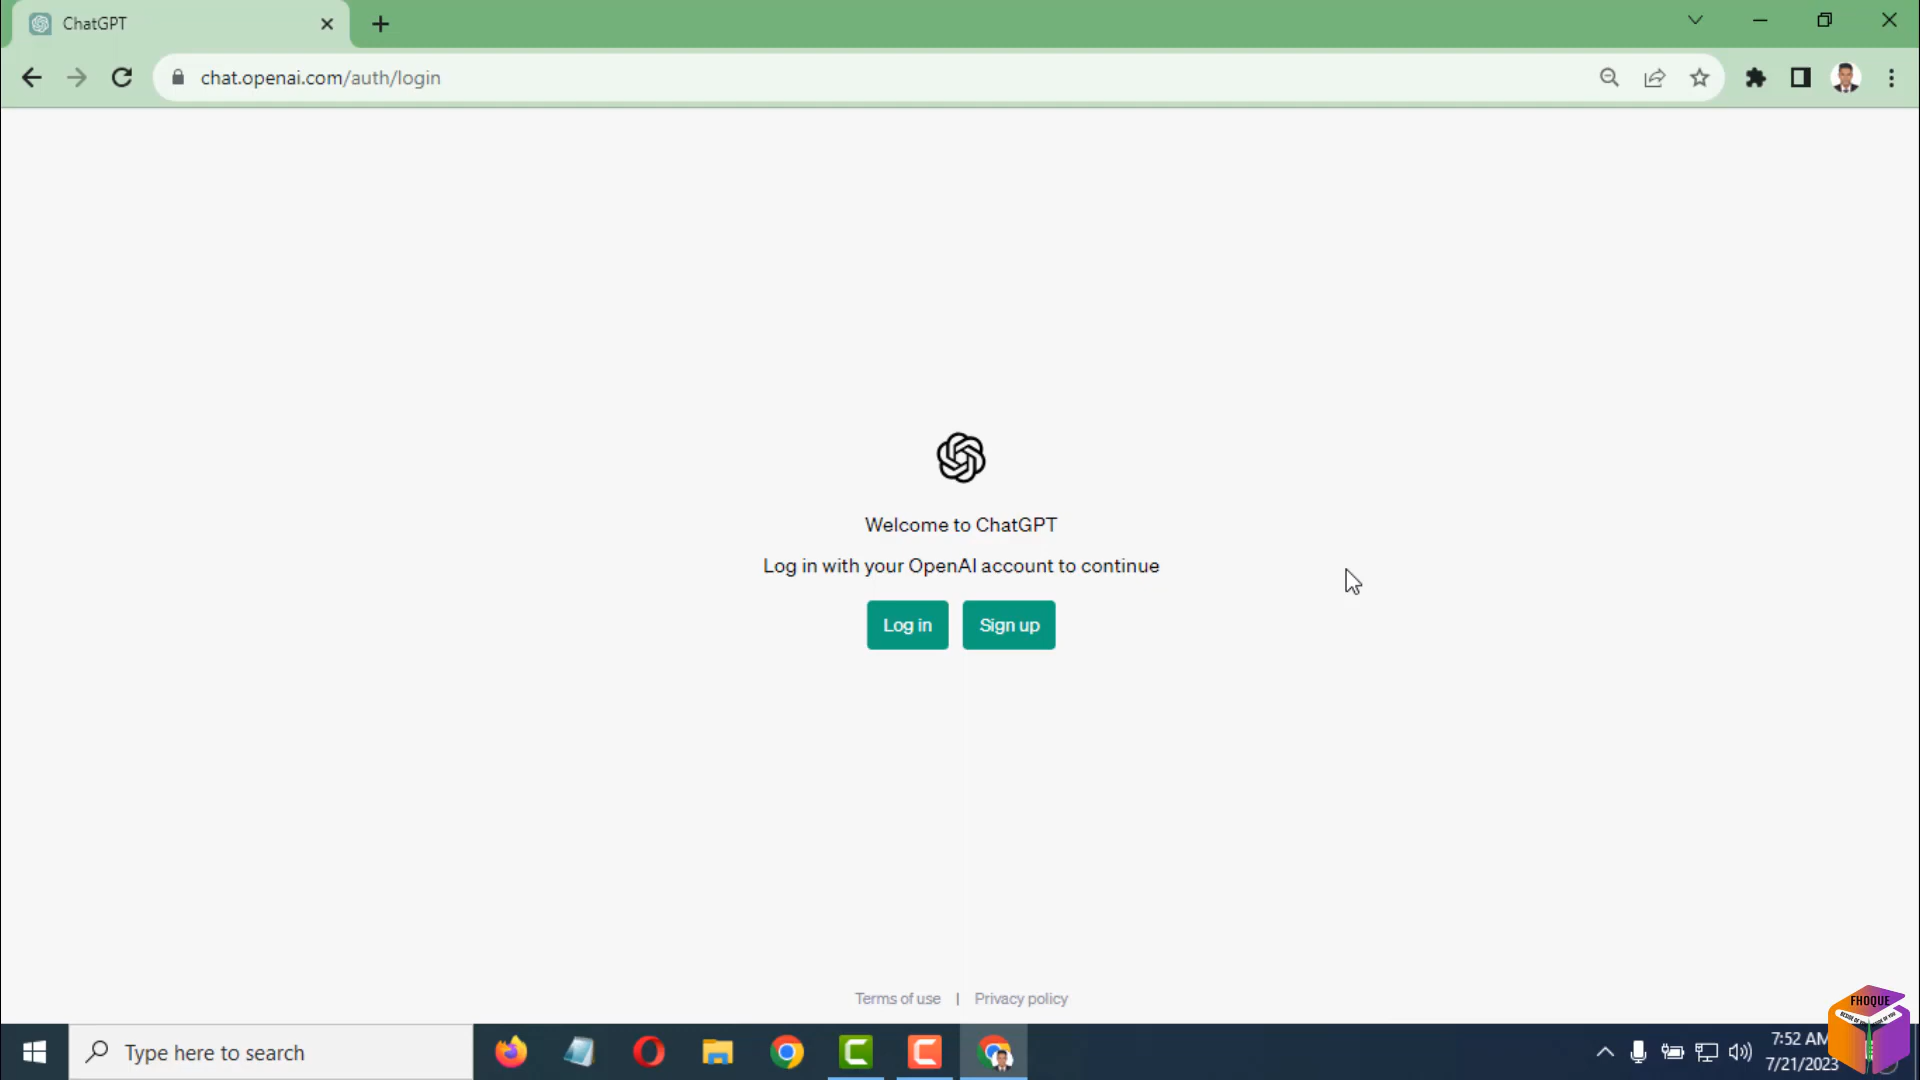 ChatGPT
chat.openai.com/auth/login
Welcome to ChatGPT
Log in with your OpenAI account to continue
Log in
Sign up
Terms of use | Privacy policy
Type here to search
7:52 AM
7/21/2023
FHOQUE